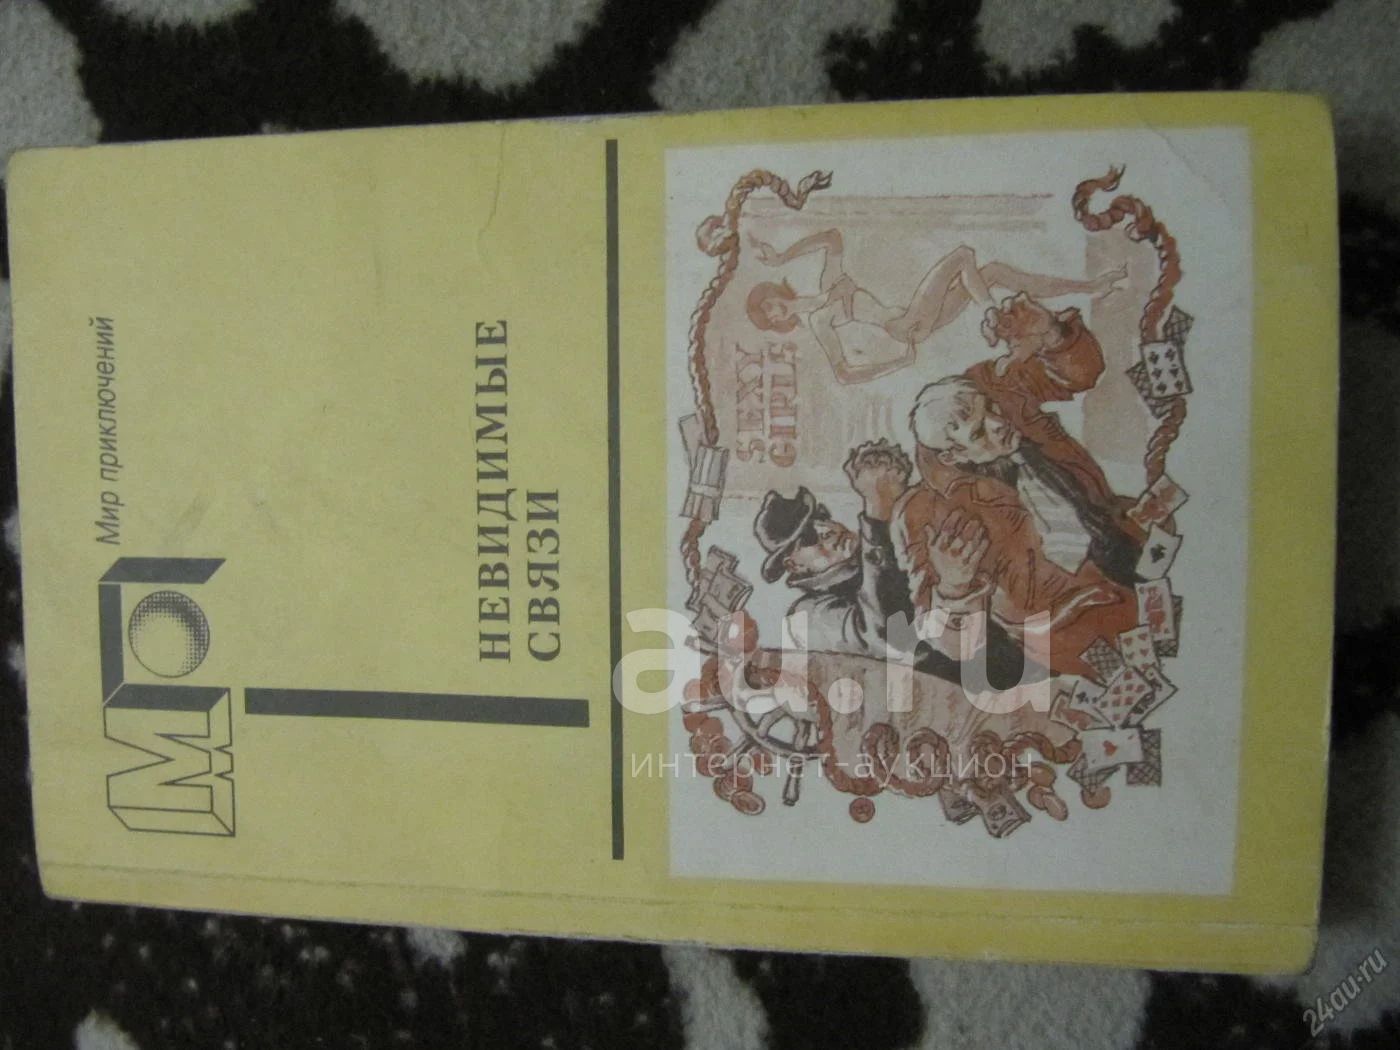 Мир приключений
МП
НЕВИДИМЫЕ
СВЯЗИ
SEXY
GIRLS
au.ru
интернет-аукцион
24au.ru